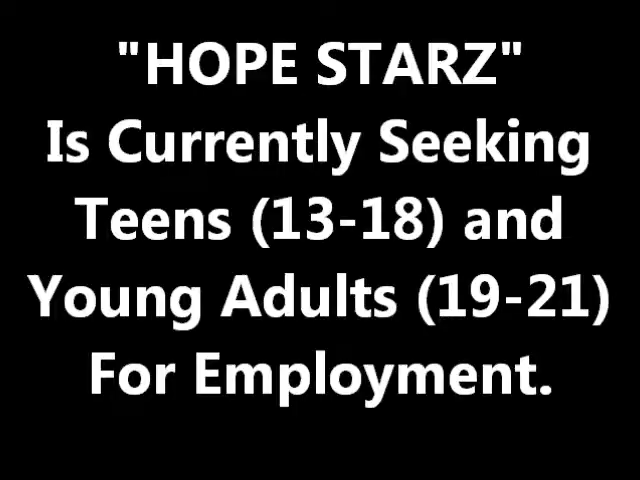 "HOPE STARZ"
Is Currently Seeking
Teens (13-18) and
Young Adults (19-21)
For Employment.